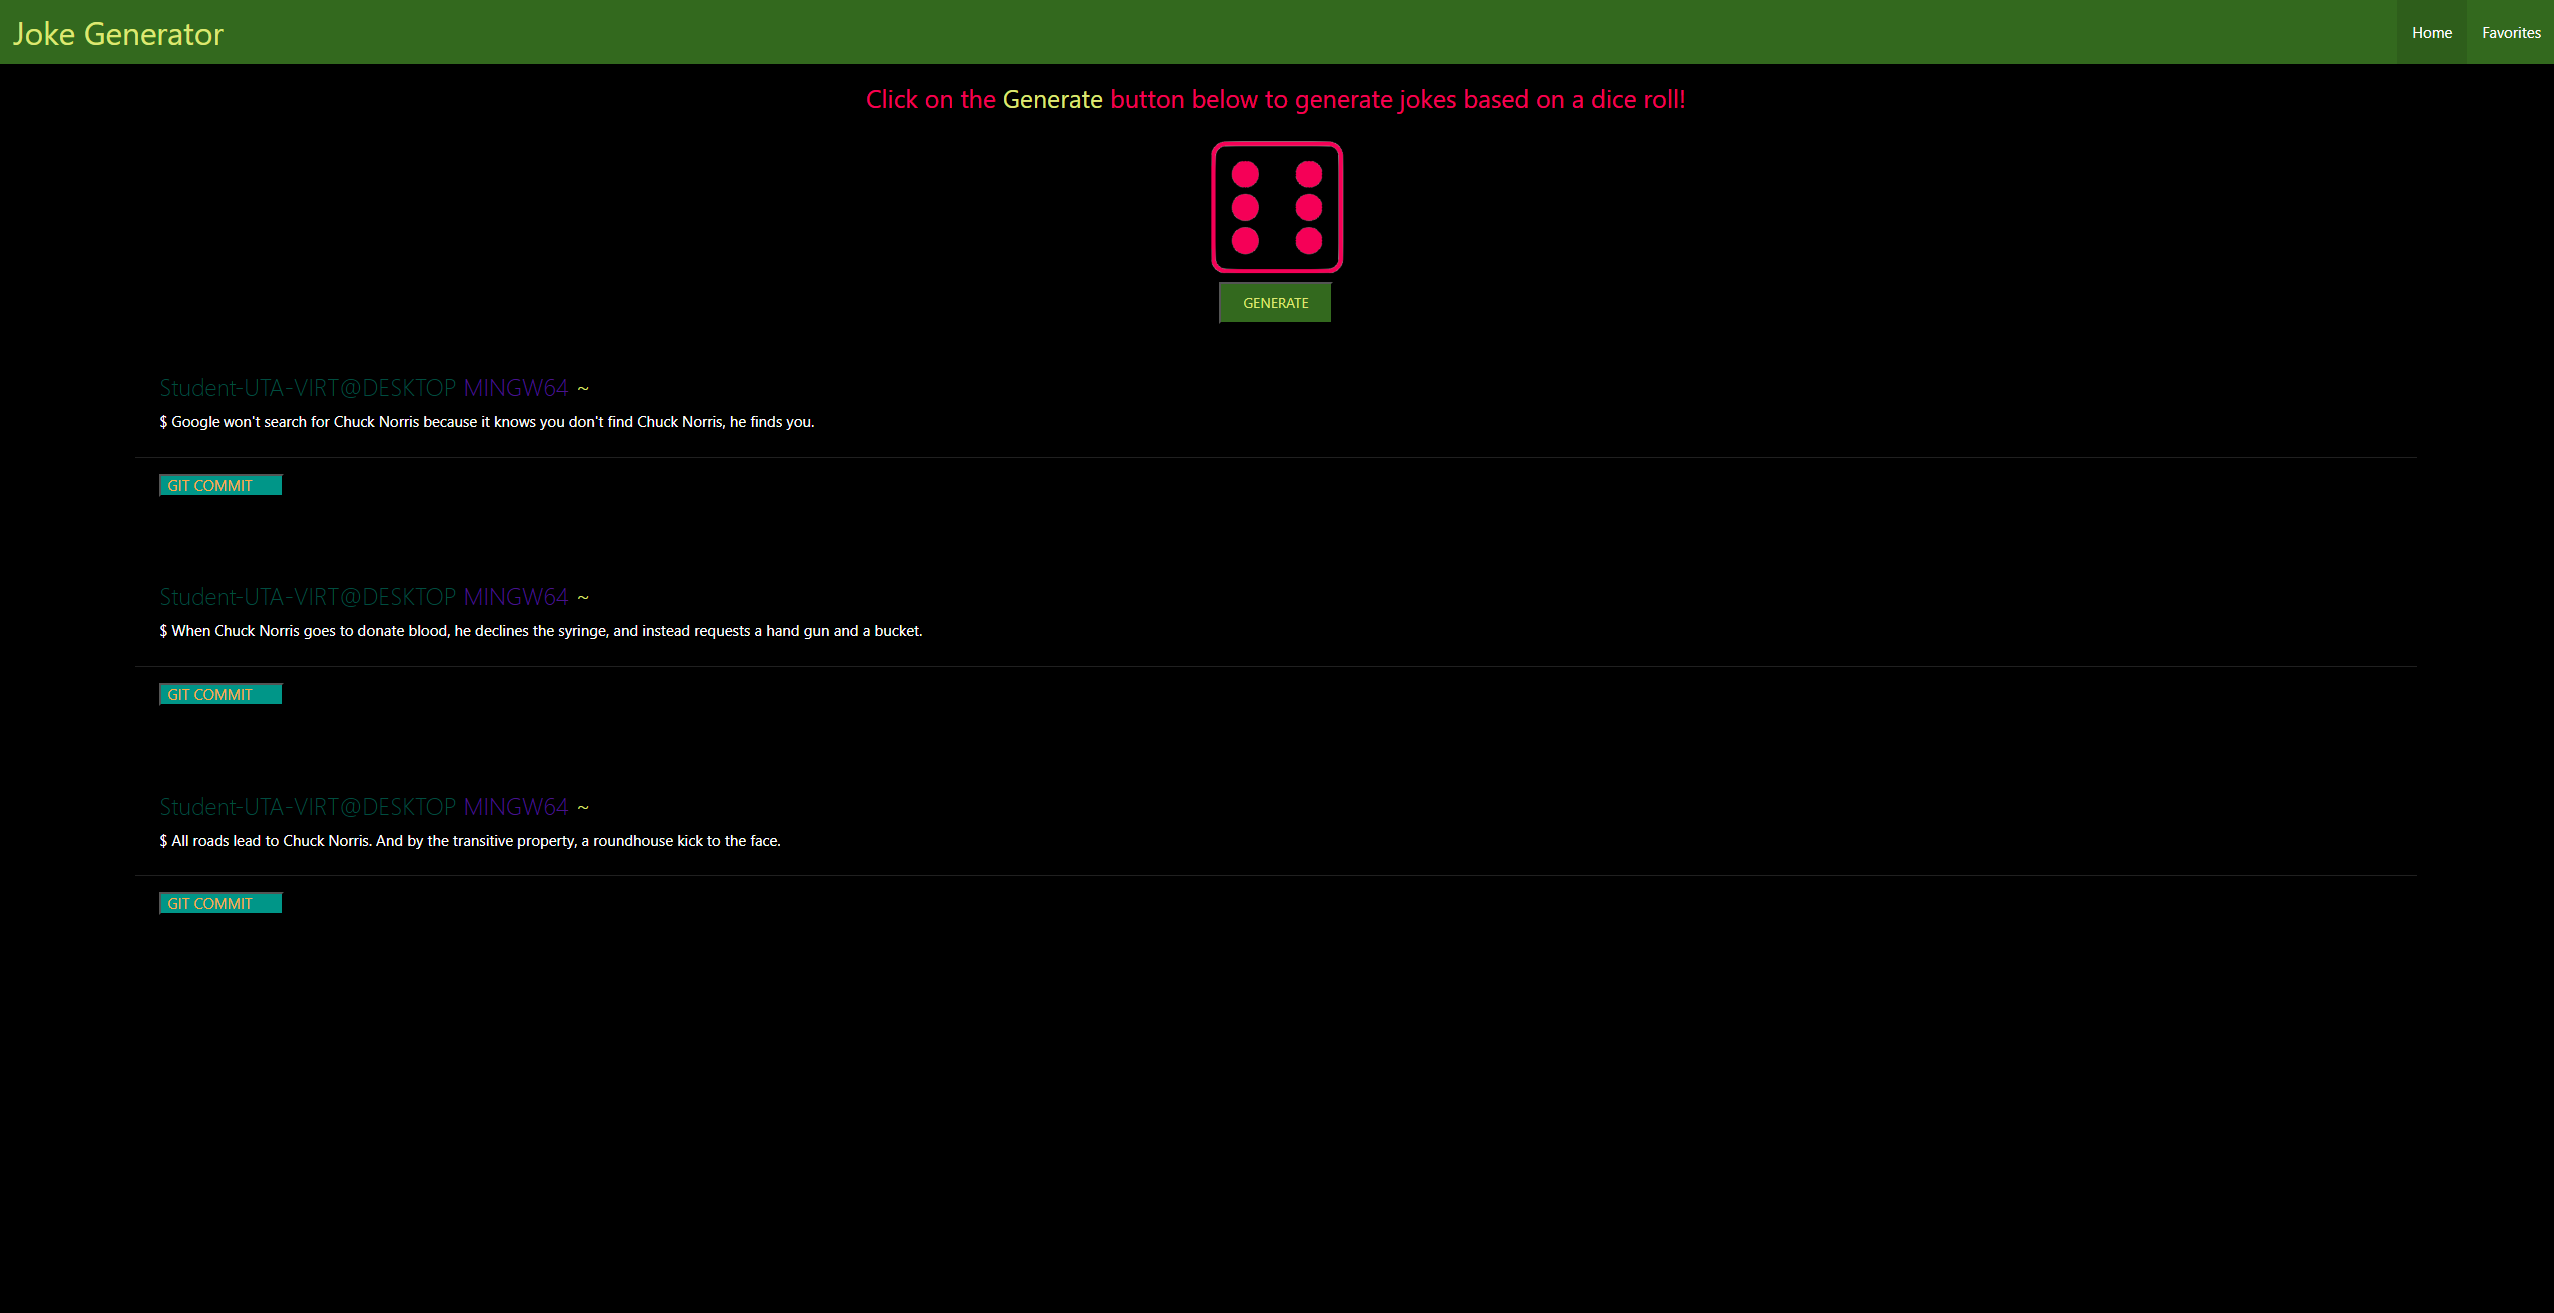 Joke Generator
Home
Favorites
Click on the Generate button below to generate jokes based on a dice roll!
GENERATE
Student-UTA-VIRT@DESKTOP MINGW64 ~
$ Google won't search for Chuck Norris because it knows you don't find Chuck Norris, he finds you.
GIT COMMIT
Student-UTA-VIRT@DESKTOP MINGW64 ~
$ When Chuck Norris goes to donate blood, he declines the syringe, and instead requests a hand gun and a bucket.
GIT COMMIT
Student-UTA-VIRT@DESKTOP MINGW64 ~
$ All roads lead to Chuck Norris. And by the transitive property, a roundhouse kick to the face.
GIT COMMIT